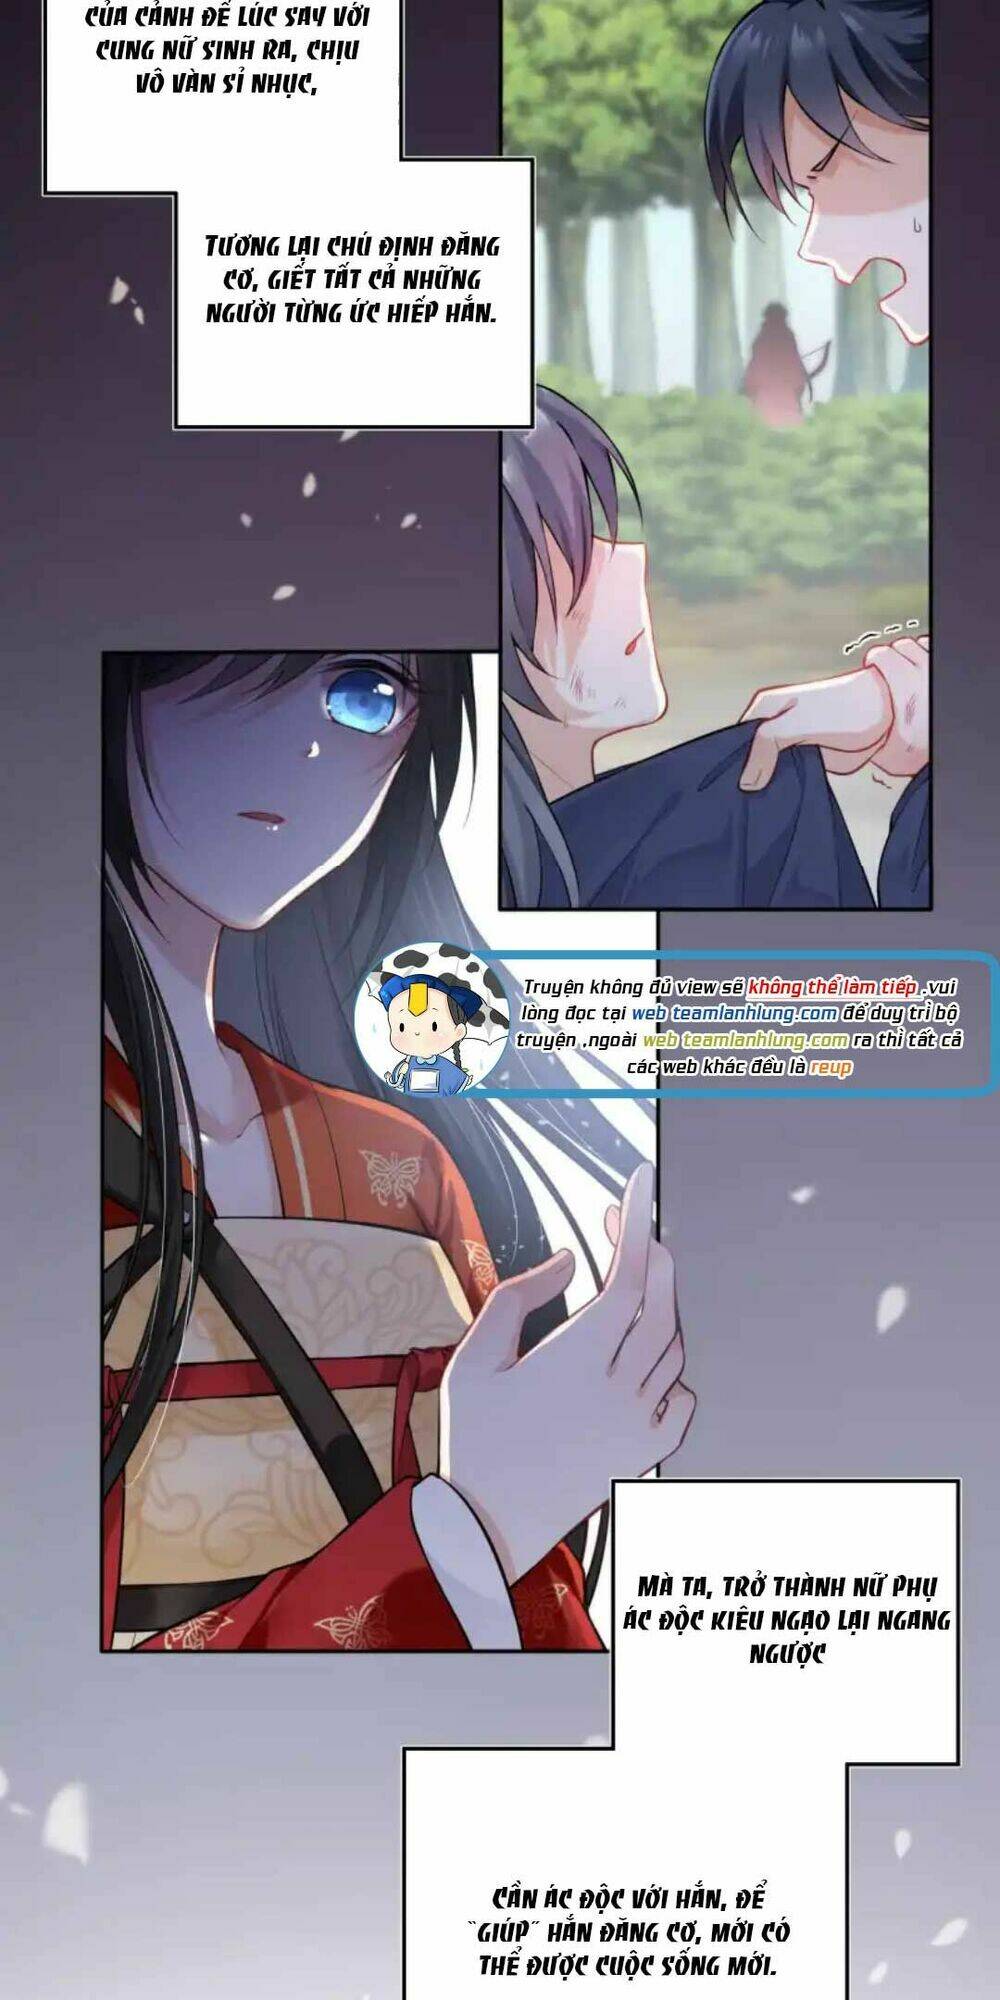 CỦA CẢNH ĐẾ LÚC SAY VỚI
CUNG NỮ SINH RA, CHỊU
VÔ VÀN SỈ NHỤC,
TƯƠNG LẠI CHÚ ĐỊNH ĐĂNG
CƠ, GIẾT TẤT CẢ NHỮNG
NGƯỜI TỪNG ỨC HIẾP HẮN.
Truyện không đủ view sẽ không thể làm tiếp ,vui
lòng đọc tại web teamlanhlung.com để duy trì bộ
truyện ,ngoài web teamlanhlung.com ra thì tất cả
các web khác đều là reup
MÀ TA, TRỞ THÀNH NỮ PHỤ
ÁC ĐỘC KIÊU NGẠO LẠI NGANG
NGƯỢC
CẦN ÁC ĐỘC VỚI HẮN, ĐỂ
"GIÚP" HẮN ĐĂNG CƠ, MỚI CÓ
THỂ ĐƯỢC CUỘC SỐNG MỚI.